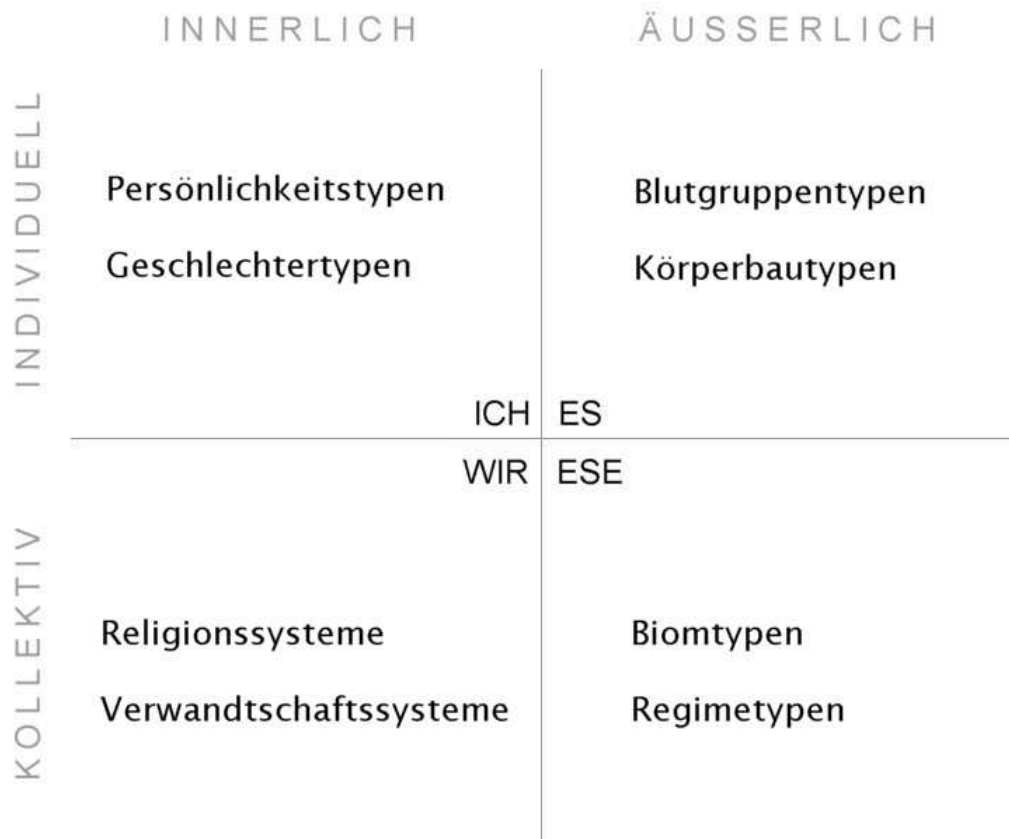 INNERLICH ÄUSSERLICH
INDIVIDUELL
Persönlichkeitstypen
Geschlechtertypen
Blutgruppentypen
Körperbautypen
ICH ES
WIR ESE
KOLLEKTIV
Religionssysteme
Verwandtschaftssysteme
Biomtypen
Regimetypen